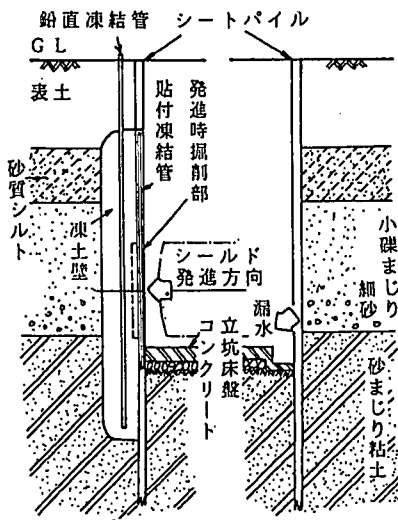 鉛直凍結管
シートパイル
GL
表土
発進時掘削部
貼付凍結管
砂質シルト
凍土壁
シールド
発進方向
漏水
立坑床盤
コンクリート
小礫まじり
細砂
砂まじり粘土